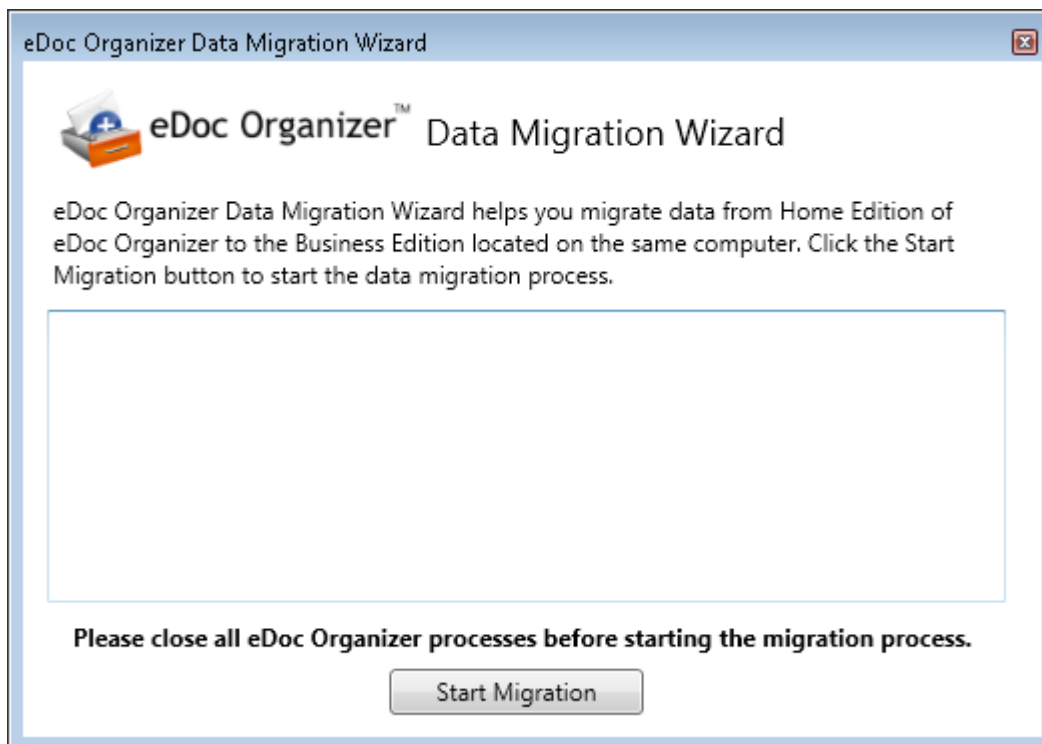 eDoc Organizer Data Migration Wizard
eDoc Organizer™ Data Migration Wizard
eDoc Organizer Data Migration Wizard helps you migrate data from Home Edition of
eDoc Organizer to the Business Edition located on the same computer. Click the Start
Migration button to start the data migration process.
Please close all eDoc Organizer processes before starting the migration process.
Start Migration